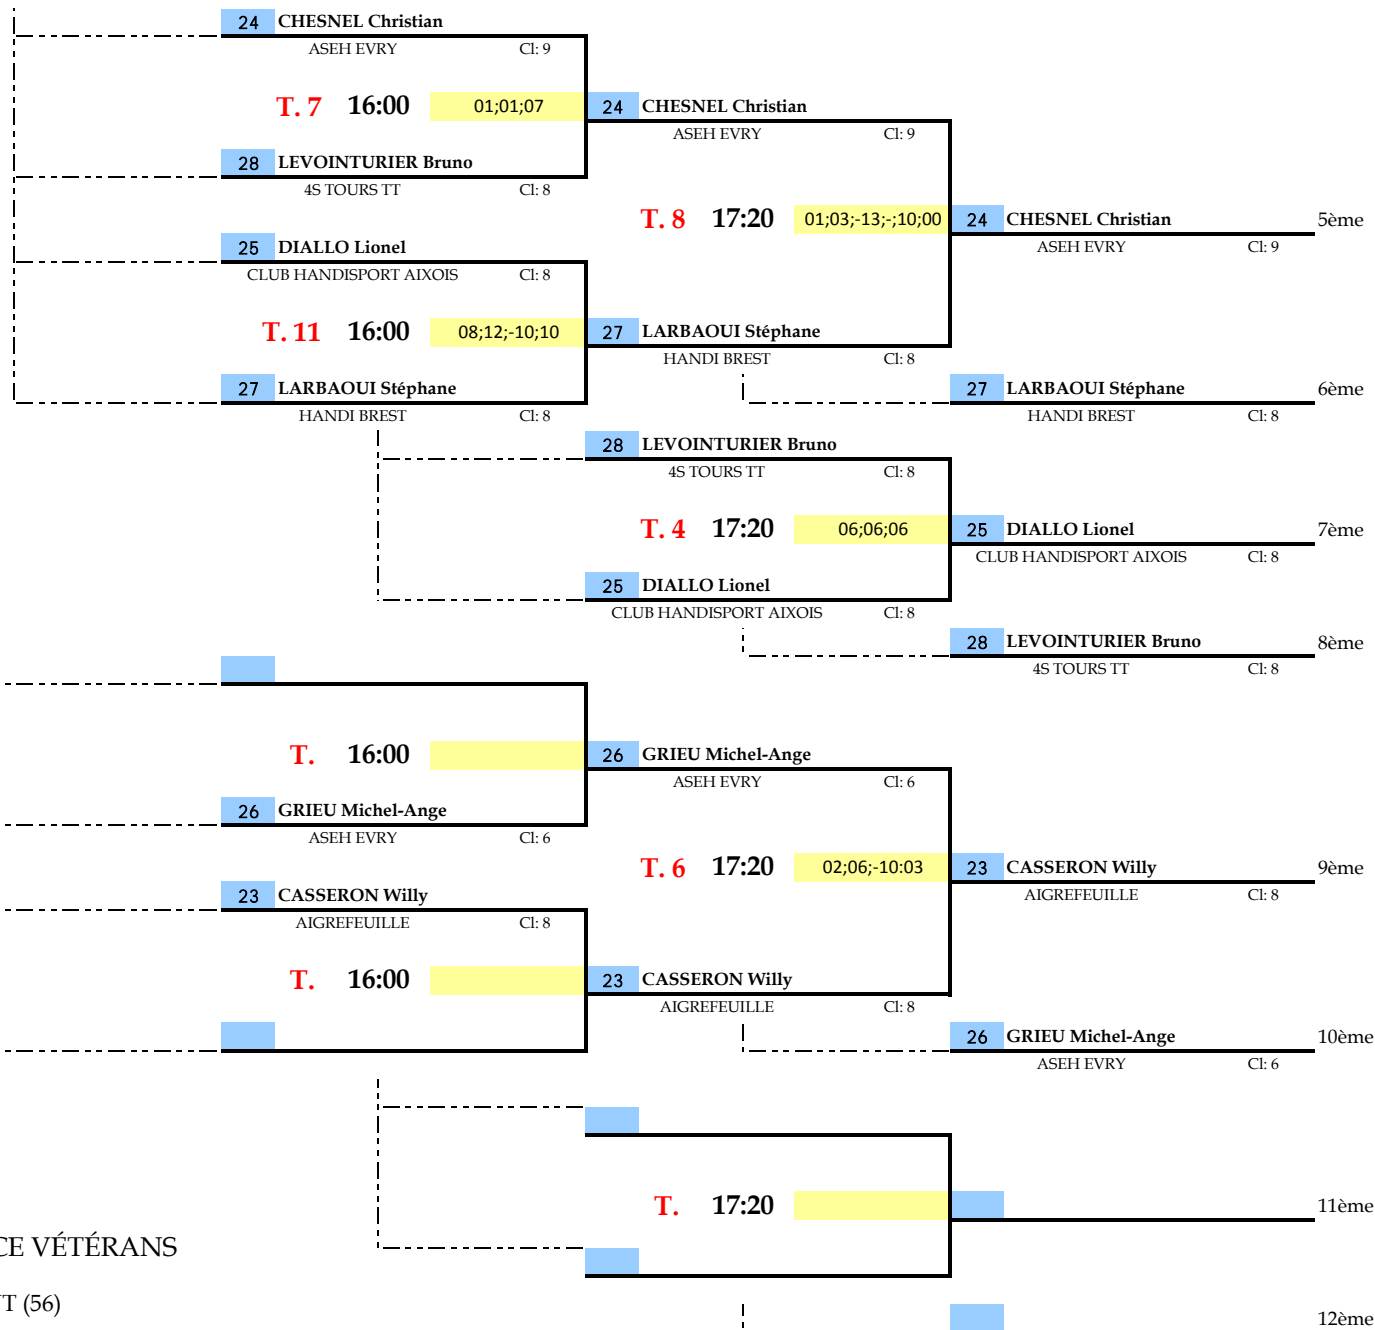 24 CHESNEL Christian
ASEH EVRY Cl: 9
T. 7 16:00 01;01;07 24 CHESNEL Christian
ASEH EVRY Cl: 9
28 LEVOINTURIER Bruno
4S TOURS TT Cl: 8
T. 8 17:20 01;03;-13;-;10;00 24 CHESNEL Christian 5ème
25 DIALLO Lionel
ASEH EVRY Cl: 9
CLUB HANDISPORT AIXOIS Cl: 8
T. 11 16:00 08;12;-10;10 27 LARBAOUI Stéphane
HANDI BREST Cl: 8
27 LARBAOUI Stéphane 27 LARBAOUI Stéphane 6ème
HANDI BREST Cl: 8 HANDI BREST Cl: 8
28 LEVOINTURIER Bruno
4S TOURS TT Cl: 8
T. 4 17:20 06;06;06 25 DIALLO Lionel 7ème
CLUB HANDISPORT AIXOIS Cl: 8
25 DIALLO Lionel
CLUB HANDISPORT AIXOIS Cl: 8
28 LEVOINTURIER Bruno 8ème
4S TOURS TT Cl: 8
T. 16:00 26 GRIEU Michel-Ange
ASEH EVRY Cl: 6
26 GRIEU Michel-Ange
ASEH EVRY Cl: 6
T. 6 17:20 02;06;-10:03 23 CASSERON Willy 9ème
23 CASSERON Willy
AIGREFEUILLE Cl: 8
AIGREFEUILLE Cl: 8
T. 16:00 23 CASSERON Willy
AIGREFEUILLE Cl: 8
26 GRIEU Michel-Ange 10ème
ASEH EVRY Cl: 6
T. 17:20 11ème
CE VÉTÉRANS
T (56)
12ème